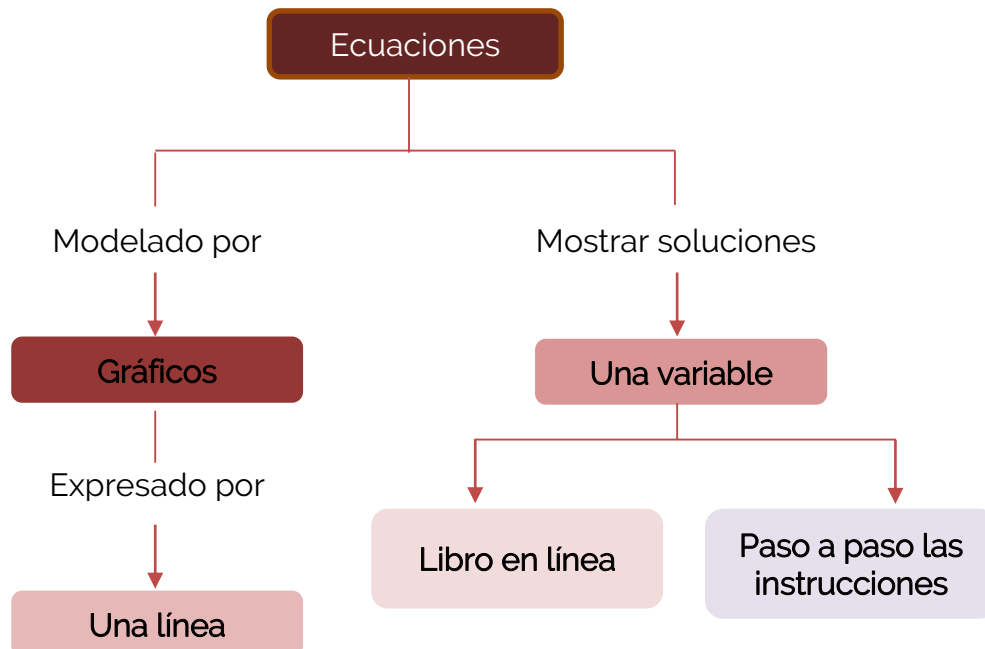 Ecuaciones
Modelado por
Mostrar soluciones
Gráficos
Una variable
Expresado por
Libro en línea
Paso a paso las
instrucciones
Una línea